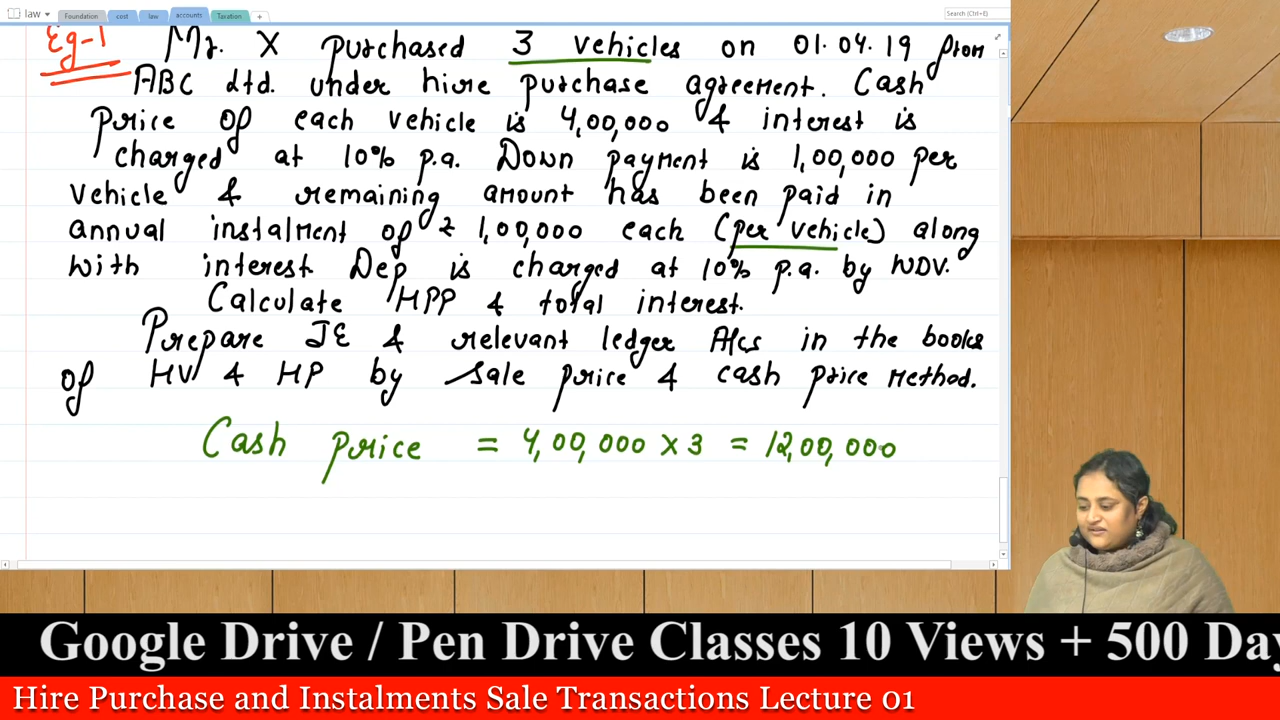 law
Foundation
cost
law
accounts
Taxation
Search (Ctrl+E)
Eg-1 Mr. X purchased 3 vehicles on 01.04.19 from
ABC Ltd. under hire purchase agreement. Cash
price of each vehicle is 4,00,000 & interest is
charged at 10% p.a. Down payment is 1,00,000 per
vehicle & remaining amount has been paid in
annual instalment of ₹ 1,00,000 each (per vehicle) along
with interest. Dep is charged at 10% p.a. by WDV.
Calculate HPP & total interest.
Prepare JE & relevant ledger A/cs in the books
of HV & HP by sale price & cash price method.
Cash price = 4,00,000 x 3 = 12,00,000
Google Drive / Pen Drive Classes 10 Views + 500 Day
Hire Purchase and Instalments Sale Transactions Lecture 01